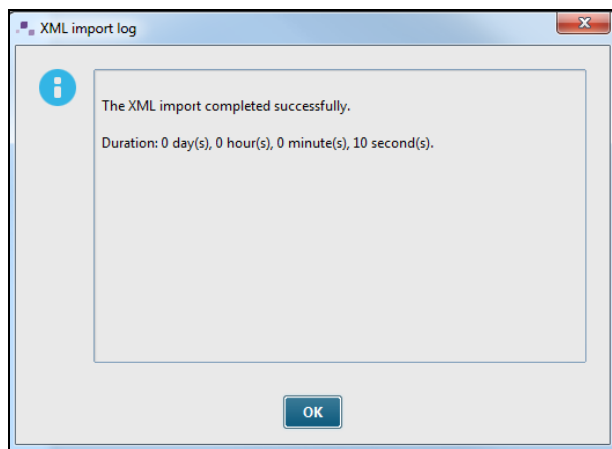 XML import log
The XML import completed successfully.
Duration: 0 day(s), 0 hour(s), 0 minute(s), 10 second(s).
OK